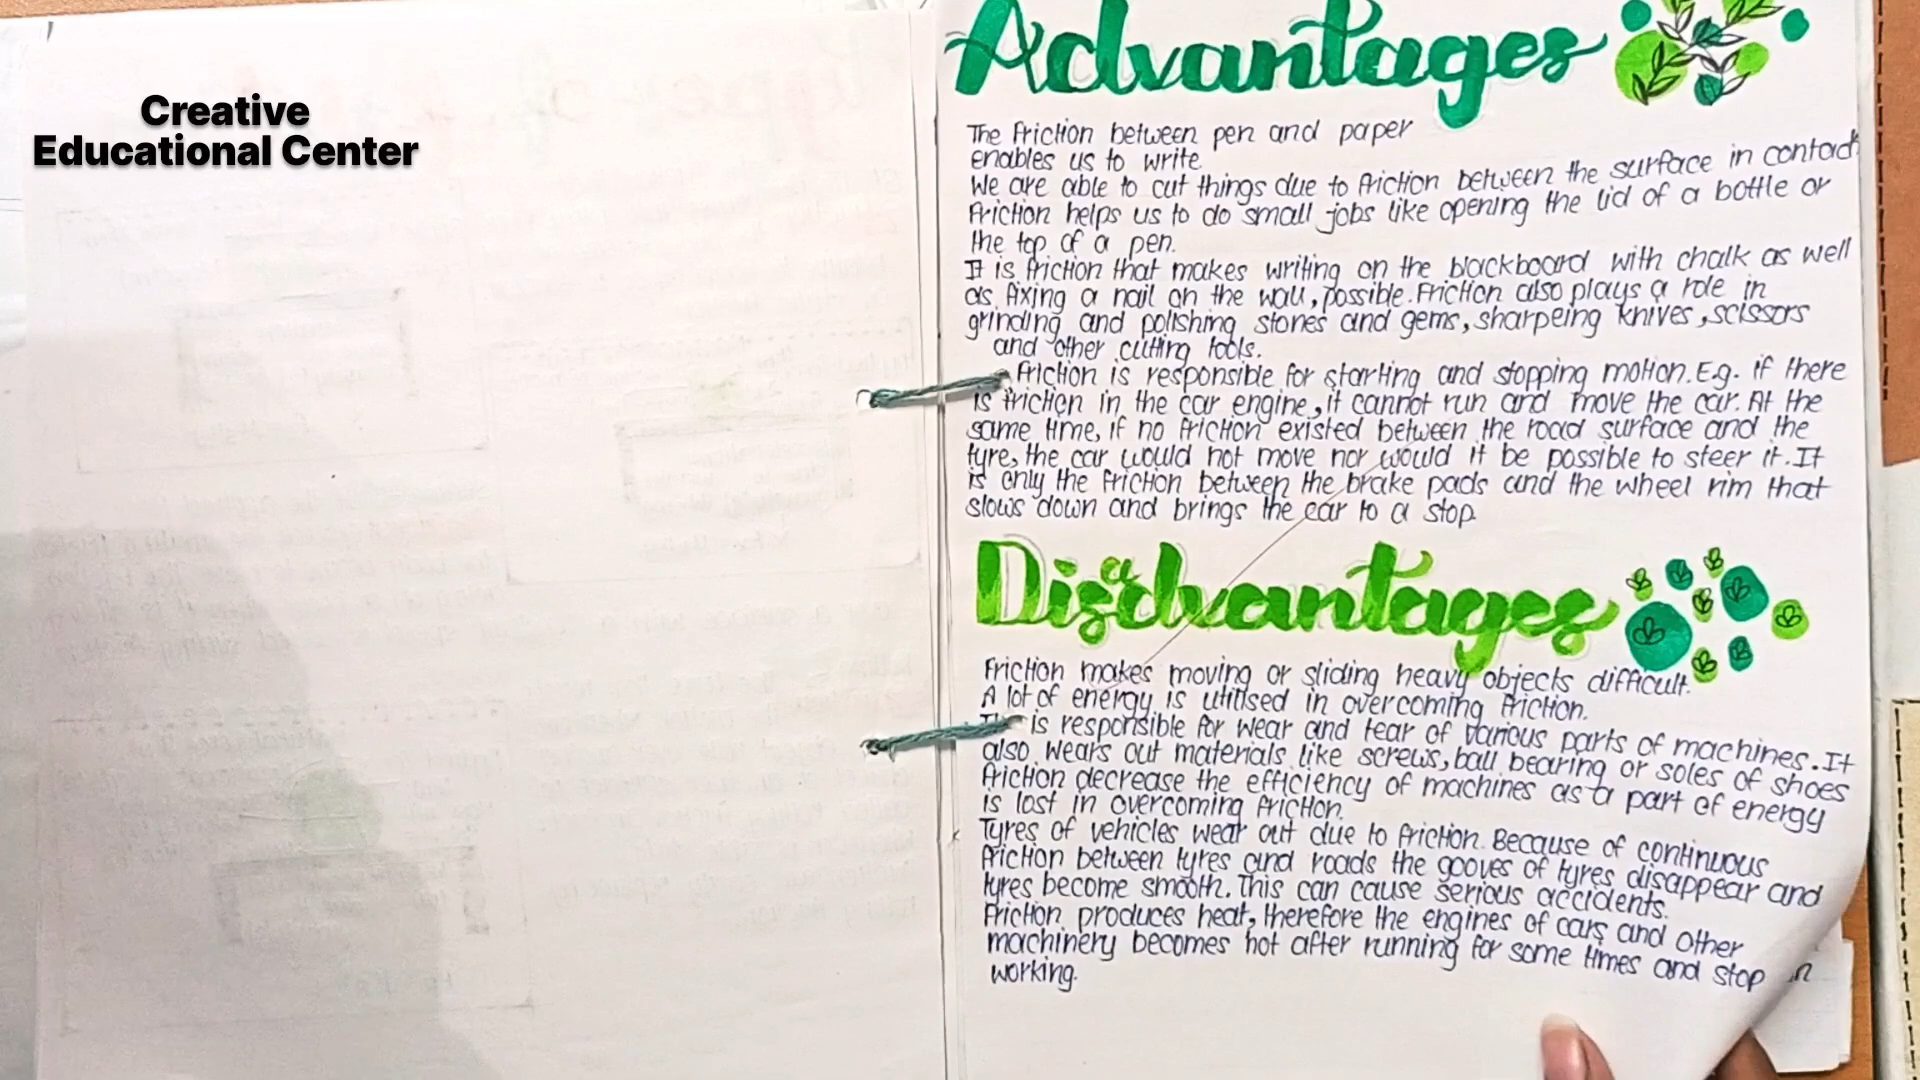 Creative
Educational Center
Advantages
The friction between pen and paper
enables us to write.
We are able to cut things due to friction between the surface in contact
friction helps us to do small jobs like opening the lid of a bottle or
the top of a pen.
It is friction that makes writing on the blackboard with chalk as well
as fixing a nail on the wall, possible. Friction also plays a role in
grinding and polishing stones and gems, sharpeing knives, scissors
and other cutting tools.
Friction is responsible for starting and stopping motion. E.g. if there
is friction in the car engine, it cannot run and move the car. At the
same time, if no friction existed between the road surface and the
tyre, the car would not move nor would it be possible to steer it. It
is only the friction between the brake pads and the wheel rim that
slows down and brings the car to a stop.
Disadvantages
Friction makes moving or sliding heavy objects difficult.
A lot of energy is utilised in overcoming friction.
is responsible for wear and tear of various parts of machines. It
also wears out materials like screws, ball bearing or soles of shoes
friction decrease the efficiency of machines as a part of energy
is lost in overcoming friction.
Tyres of vehicles wear out due to friction. Because of continuous
friction between tyres and roads the gooves of tyres disappear and
tyres become smooth. This can cause serious accidents.
Friction produces heat, therefore the engines of cars and other
machinery becomes hot after running for some times and stop
working.